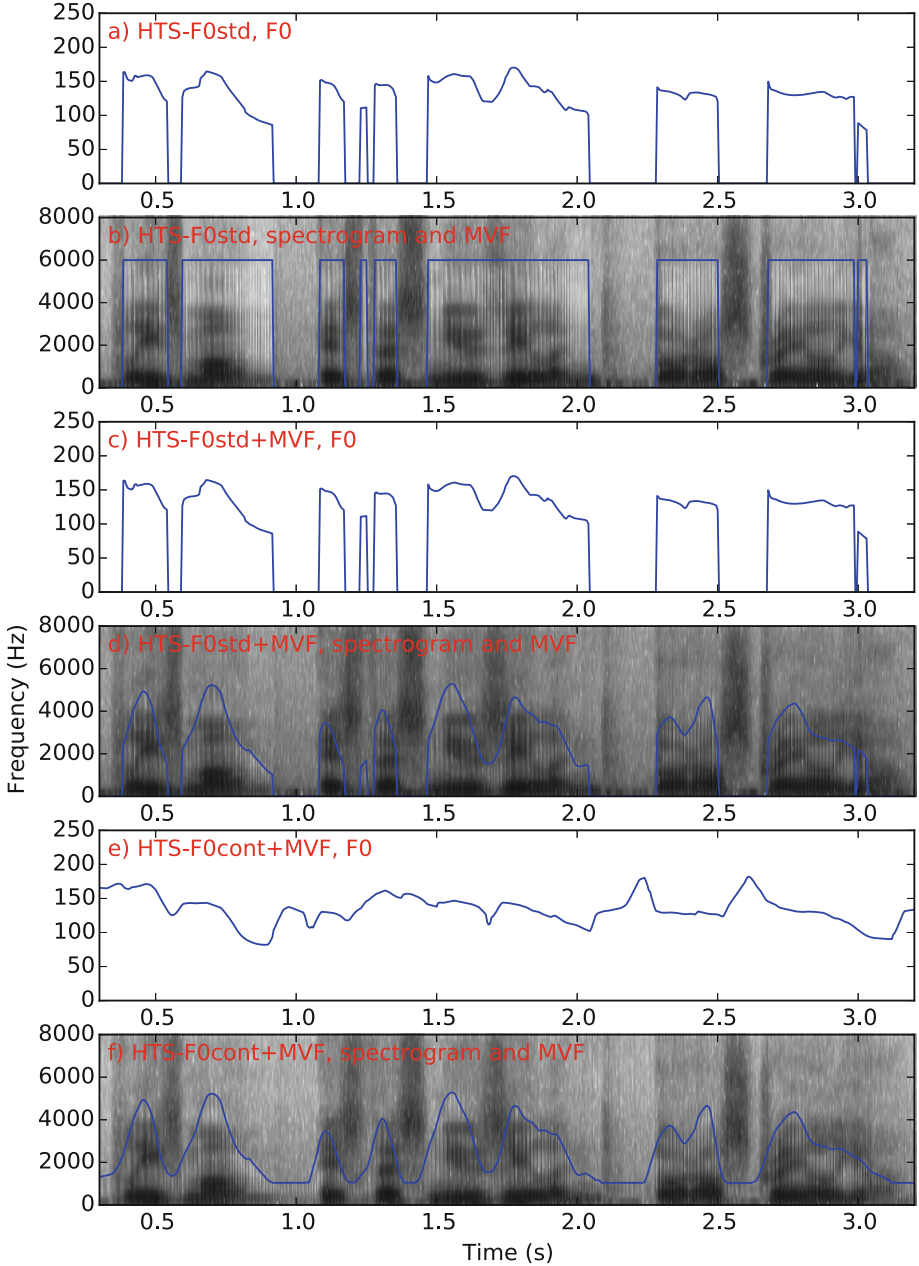 250
a) HTS-F0std, F0
200
150
100
50
0
0.5 1.0 1.5 2.0 2.5 3.0
8000
b) HTS-F0std, spectrogram and MVF
6000
4000
2000
0
0.5 1.0 1.5 2.0 2.5 3.0
250
c) HTS-F0std+MVF, F0
200
150
100
50
0
0.5 1.0 1.5 2.0 2.5 3.0
8000
d) HTS-F0std+MVF, spectrogram and MVF
6000
4000
2000
0
Frequency (Hz)
0.5 1.0 1.5 2.0 2.5 3.0
250
e) HTS-F0cont+MVF, F0
200
150
100
50
0
0.5 1.0 1.5 2.0 2.5 3.0
8000
f) HTS-F0cont+MVF, spectrogram and MVF
6000
4000
2000
0
0.5 1.0 1.5 2.0 2.5 3.0
Time (s)